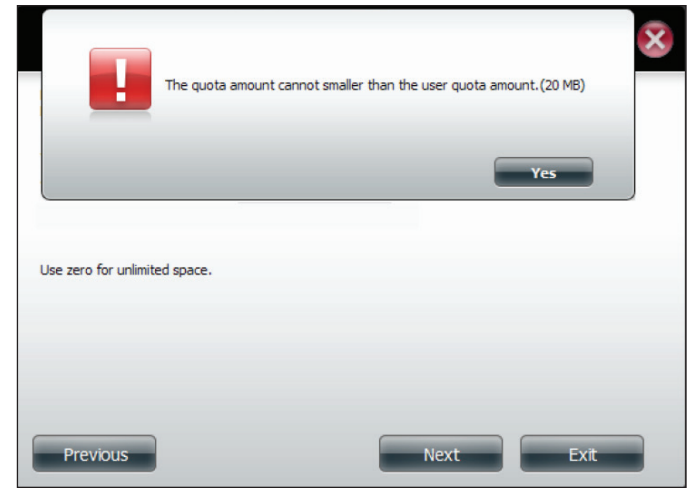 The quota amount cannot smaller than the user quota amount.(20 MB)
Yes
Use zero for unlimited space.
Previous
Next
Exit